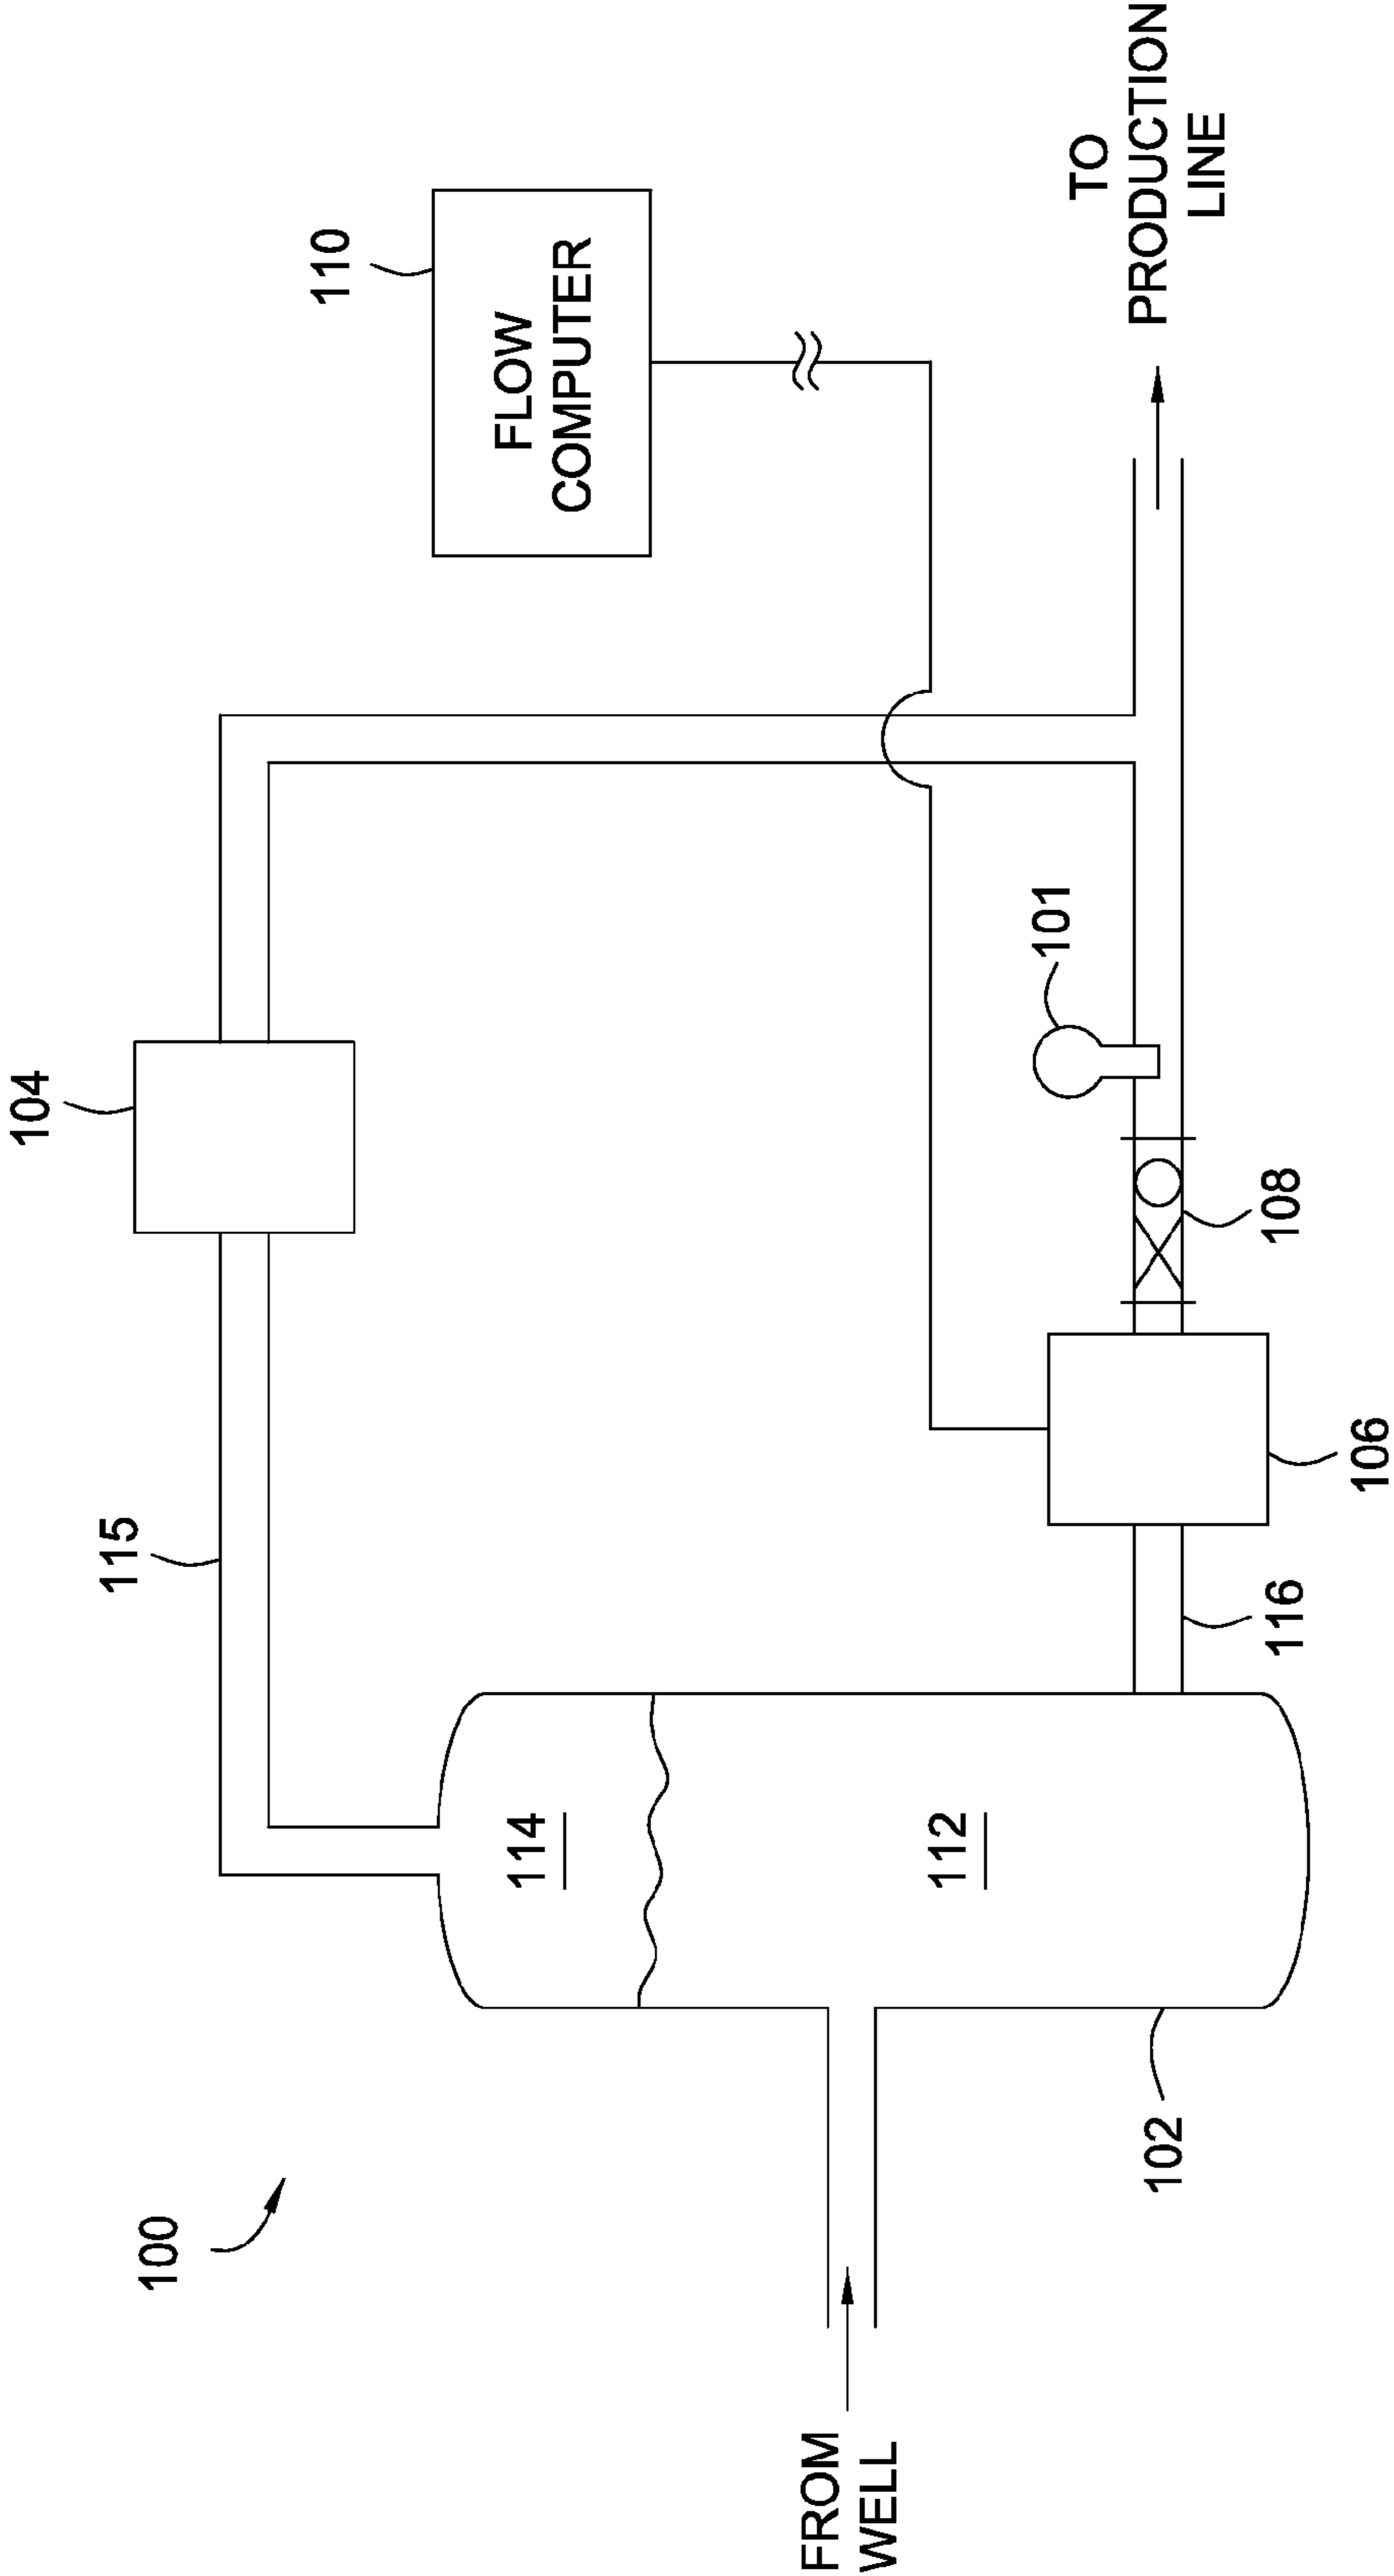 100
104
115
110
FLOW
COMPUTER
114
112
101
FROM
WELL
102
116
106
108
TO
PRODUCTION
LINE